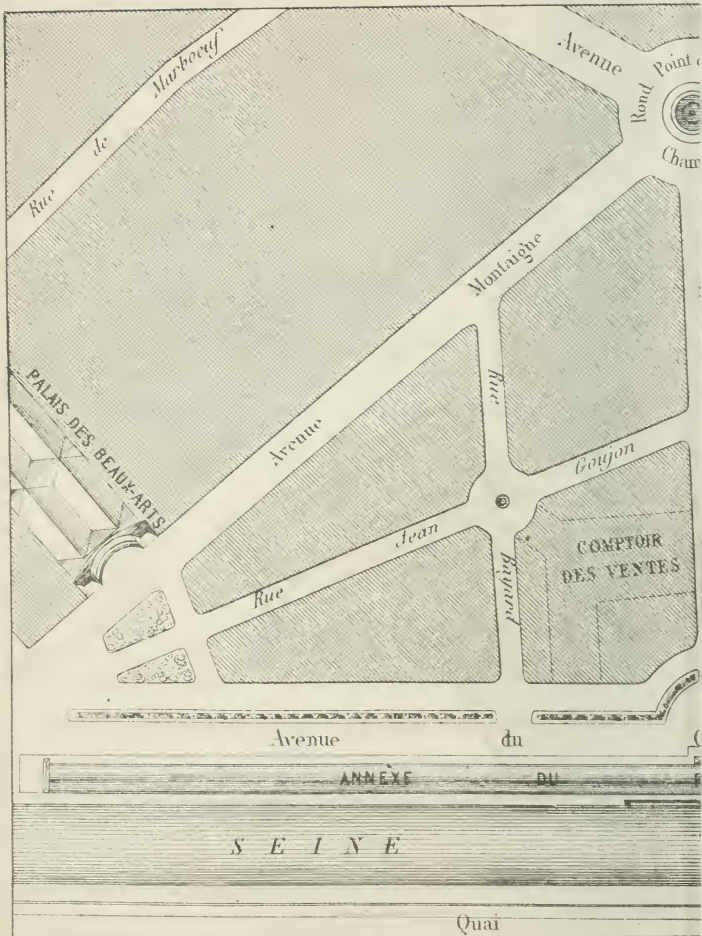 Rue de Marboeuf
Avenue
Rond Point d
Cham
Avenue Montaigne
PALAIS DES BEAUX-ARTS
Rue Bayard
Rue Jean Goujon
COMPTOIR
DES VENTES
Avenue du C
ANNEXE DU P
SEINE
Quai